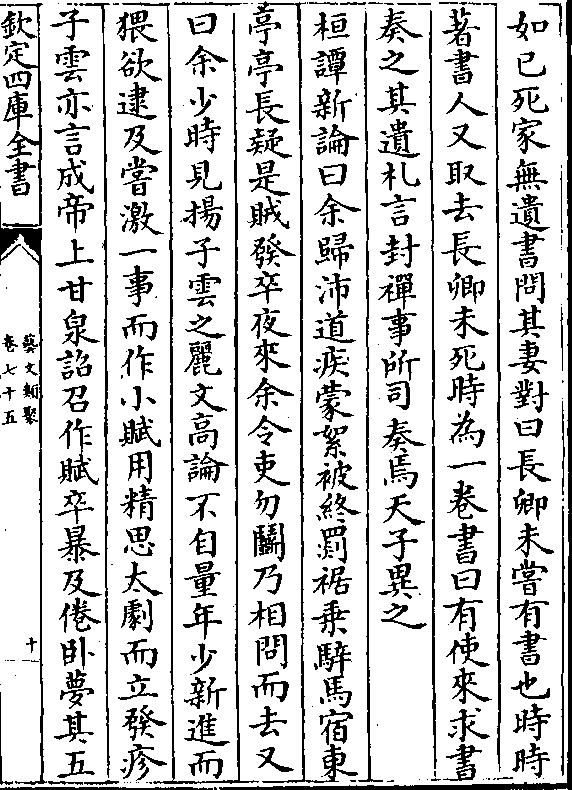 如已死家無遺書問其妻對曰長卿未嘗有書也時時
著書人又取去長卿未死時為一卷書曰有使來求書
奏之其遺札言封禪事所司奏焉天子異之
桓譚新論曰余歸沛道疾蒙絮被絳罽裾乗騂馬宿東
亭亭長疑是賊發卒夜來余令吏勿鬭乃相問而去又
曰余少時見揚子雲之麗文高論不自量年少新進而
猥欲逮及嘗激一事而作小賦用精思太劇而立發疹
子雲亦言成帝上甘泉詔召作賦卒暴及倦卧夢其五
欽定四庫全書
藝文類聚
卷七十五
十